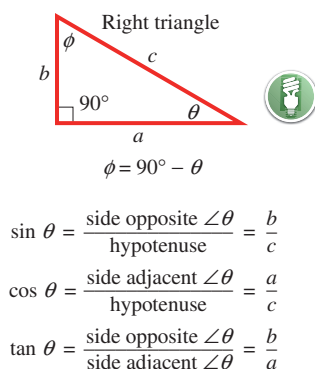 Right triangle
ϕ
c
b
90°
θ
a
ϕ = 90° − θ
sin θ = side opposite ∠θ / hypotenuse = b / c
cos θ = side adjacent ∠θ / hypotenuse = a / c
tan θ = side opposite ∠θ / side adjacent ∠θ = b / a